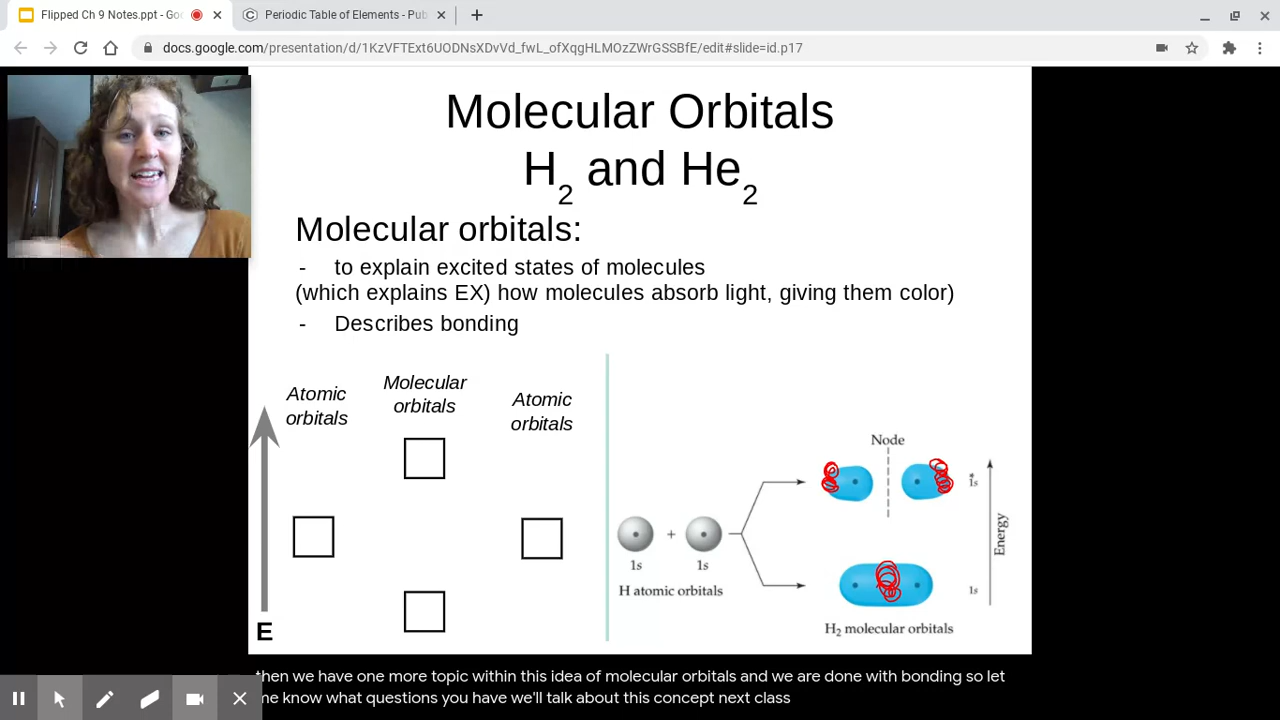 Flipped Ch 9 Notes.ppt - Goo
Periodic Table of Elements - Pub
docs.google.com/presentation/d/1KzVFTExt6UODNsXDvVd_fwL_ofXqgHLMOzZWrGSSBfE/edit#slide=id.p17
Molecular Orbitals
H2 and He2
Molecular orbitals:
- to explain excited states of molecules
(which explains EX) how molecules absorb light, giving them color)
- Describes bonding
Atomic orbitals
Molecular orbitals
Atomic orbitals
E
1s + 1s
H atomic orbitals
Node
1s*
1s
Energy
H2 molecular orbitals
then we have one more topic within this idea of molecular orbitals and we are done with bonding so let
me know what questions you have we'll talk about this concept next class